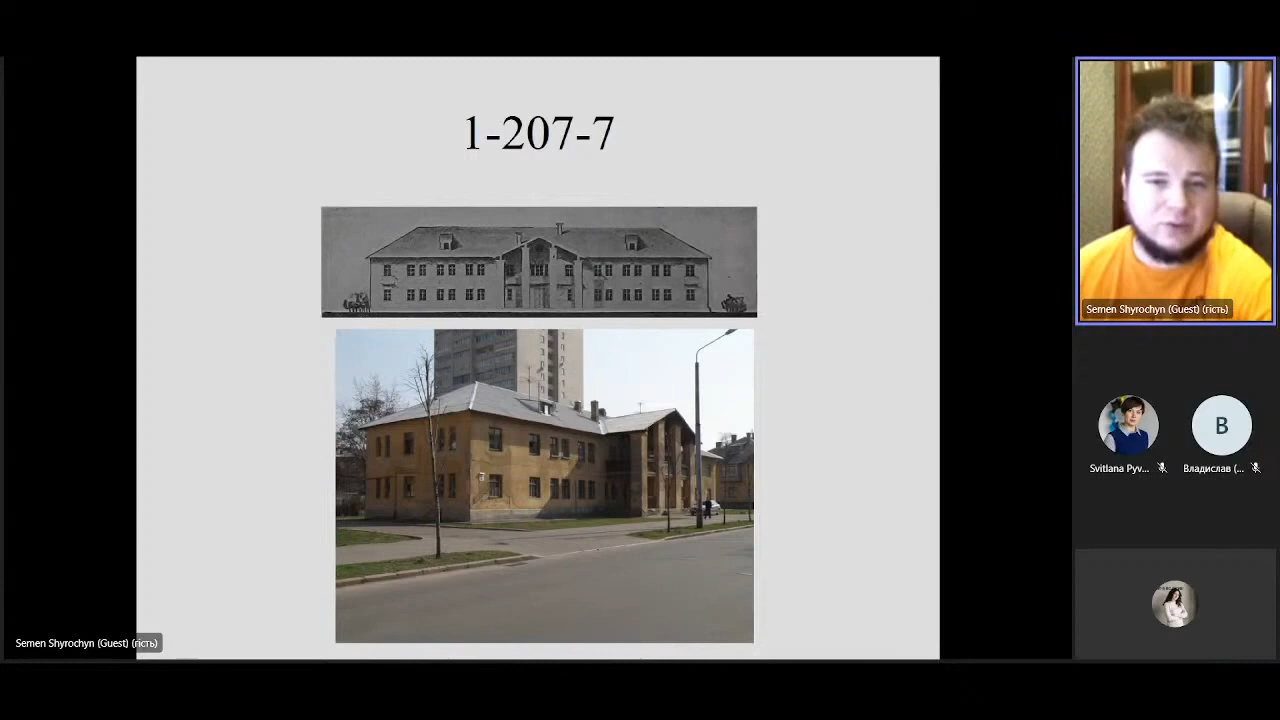 1-207-7
Semen Shyrochyn (Guest) (гість)
Svitlana Pyv...
Владислав (...
B
Semen Shyrochyn (Guest) (гість)